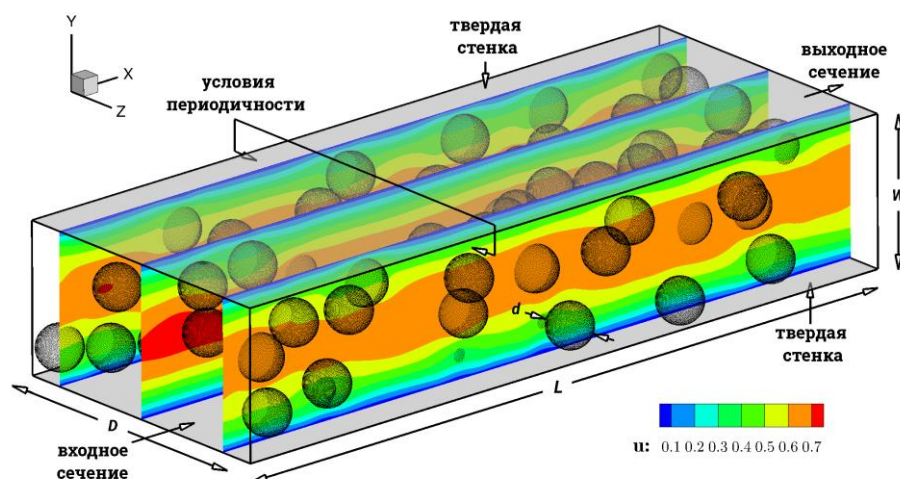 Y
X
Z
твердая
стенка
выходное
сечение
условия
периодичности
W
d
L
D
твердая
стенка
входное
сечение
u: 0.1 0.2 0.3 0.4 0.5 0.6 0.7